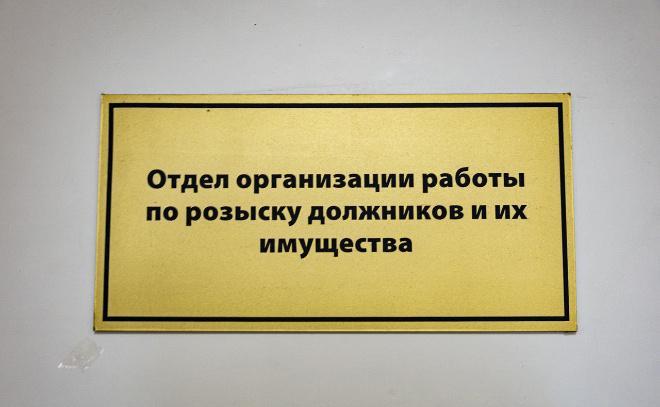 Отдел организации работы
по розыску должников и их
имущества